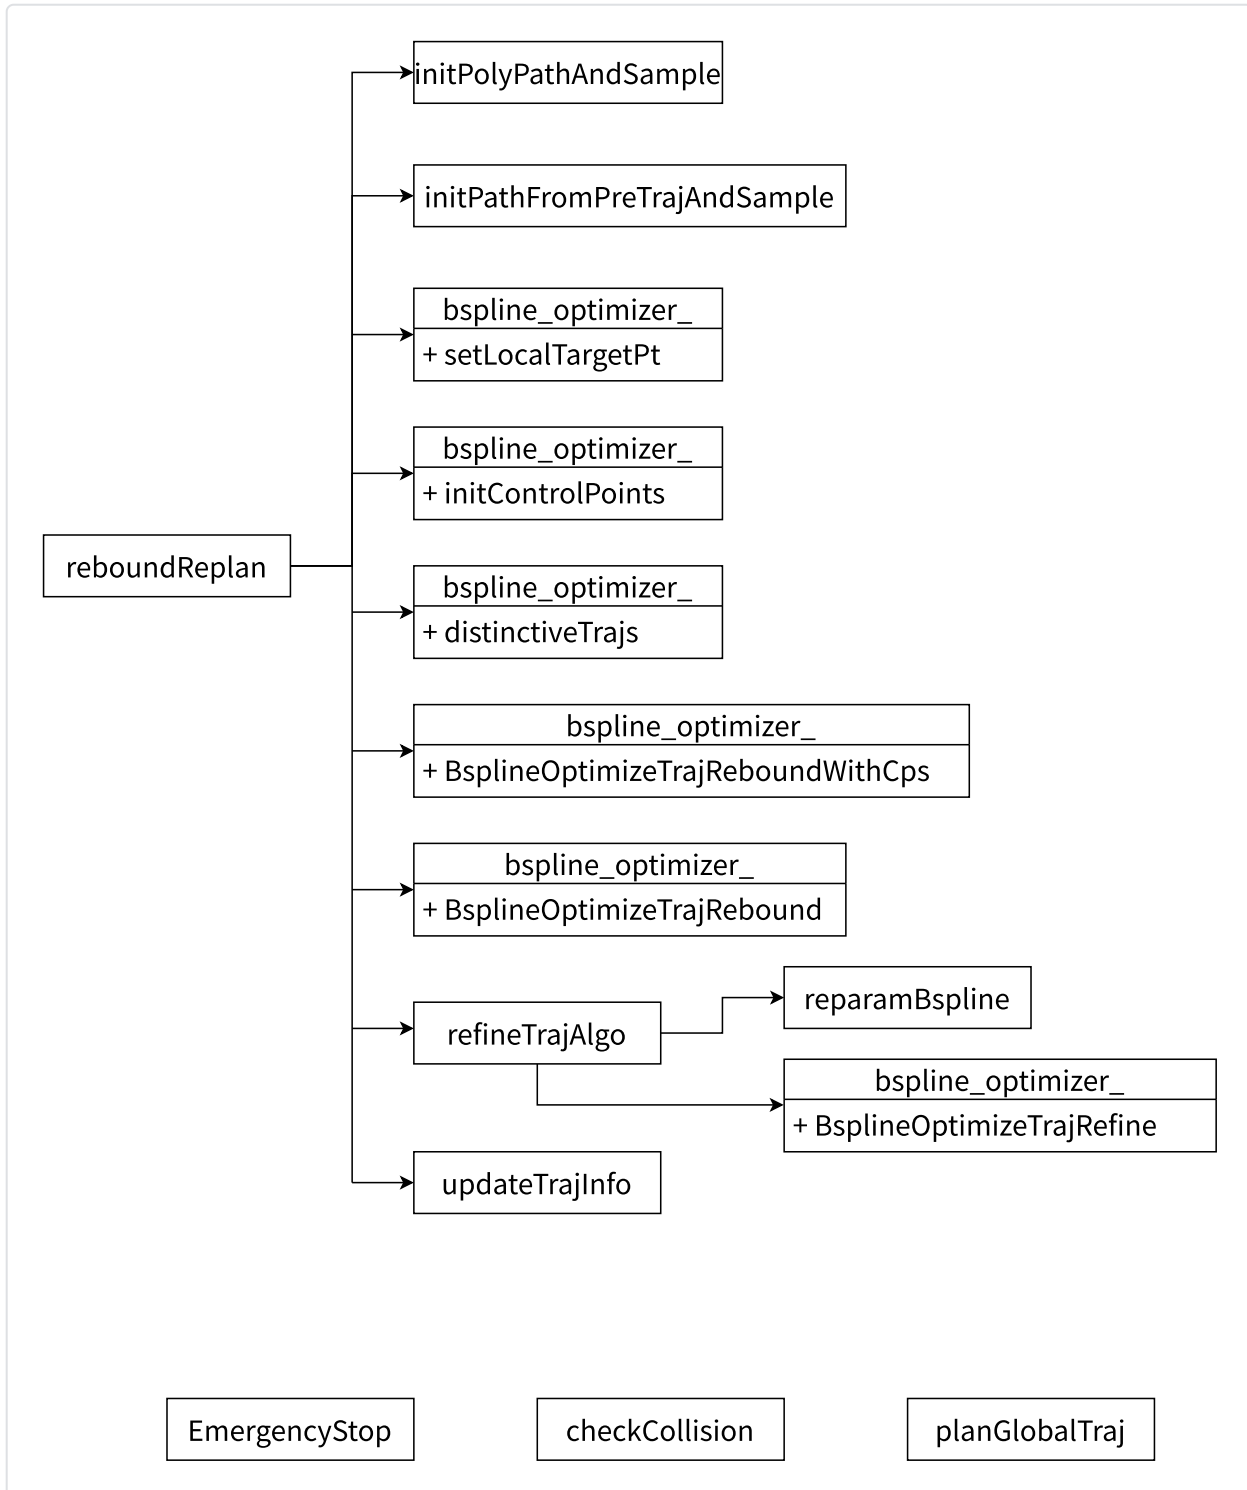 initPolyPathAndSample
initPathFromPreTrajAndSample
bspline_optimizer_
+ setLocalTargetPt
bspline_optimizer_
+ initControlPoints
reboundReplan
bspline_optimizer_
+ distinctiveTrajs
bspline_optimizer_
+ BsplineOptimizeTrajReboundWithCps
bspline_optimizer_
+ BsplineOptimizeTrajRebound
reparamBspline
refineTrajAlgo
bspline_optimizer_
+ BsplineOptimizeTrajRefine
updateTrajInfo
EmergencyStop
checkCollision
planGlobalTraj